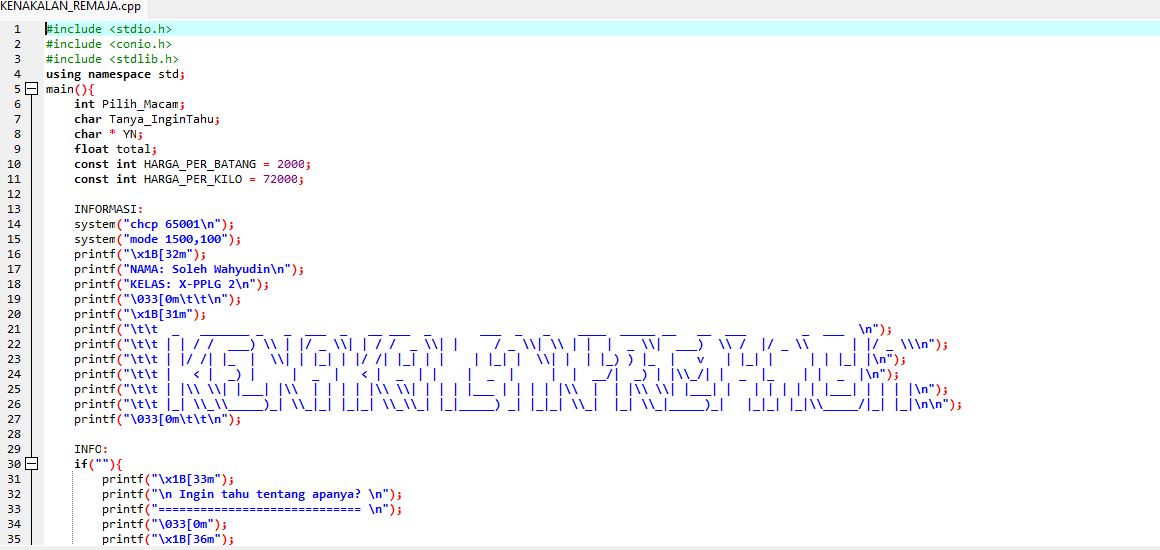 KENAKALAN_REMAJA.cpp
1 #include <stdio.h>
2 #include <conio.h>
3 #include <stdlib.h>
4 using namespace std;
5 main(){
6 int Pilih_Macam;
7 char Tanya_InginTahu;
8 char * YN;
9 float total;
10 const int HARGA_PER_BATANG = 2000;
11 const int HARGA_PER_KILO = 72000;
12
13 INFORMASI:
14 system("chcp 65001\n");
15 system("mode 1500,100");
16 printf("\x1B[32m");
17 printf("NAMA: Soleh Wahyudin\n");
18 printf("KELAS: X-PPLG 2\n");
19 printf("\033[0m\t\t\n");
20 printf("\x1B[31m");
21 printf("\t\t \n");
22 printf("\t\t \\n");
23 printf("\t\t \n");
24 printf("\t\t \n");
25 printf("\t\t \n");
26 printf("\t\t \n\n");
27 printf("\033[0m\t\t\n");
28
29 INFO:
30 if(""){
31 printf("\x1B[33m");
32 printf("\n Ingin tahu tentang apanya? \n");
33 printf("============================= \n");
34 printf("\033[0m");
35 printf("\x1B[36m");